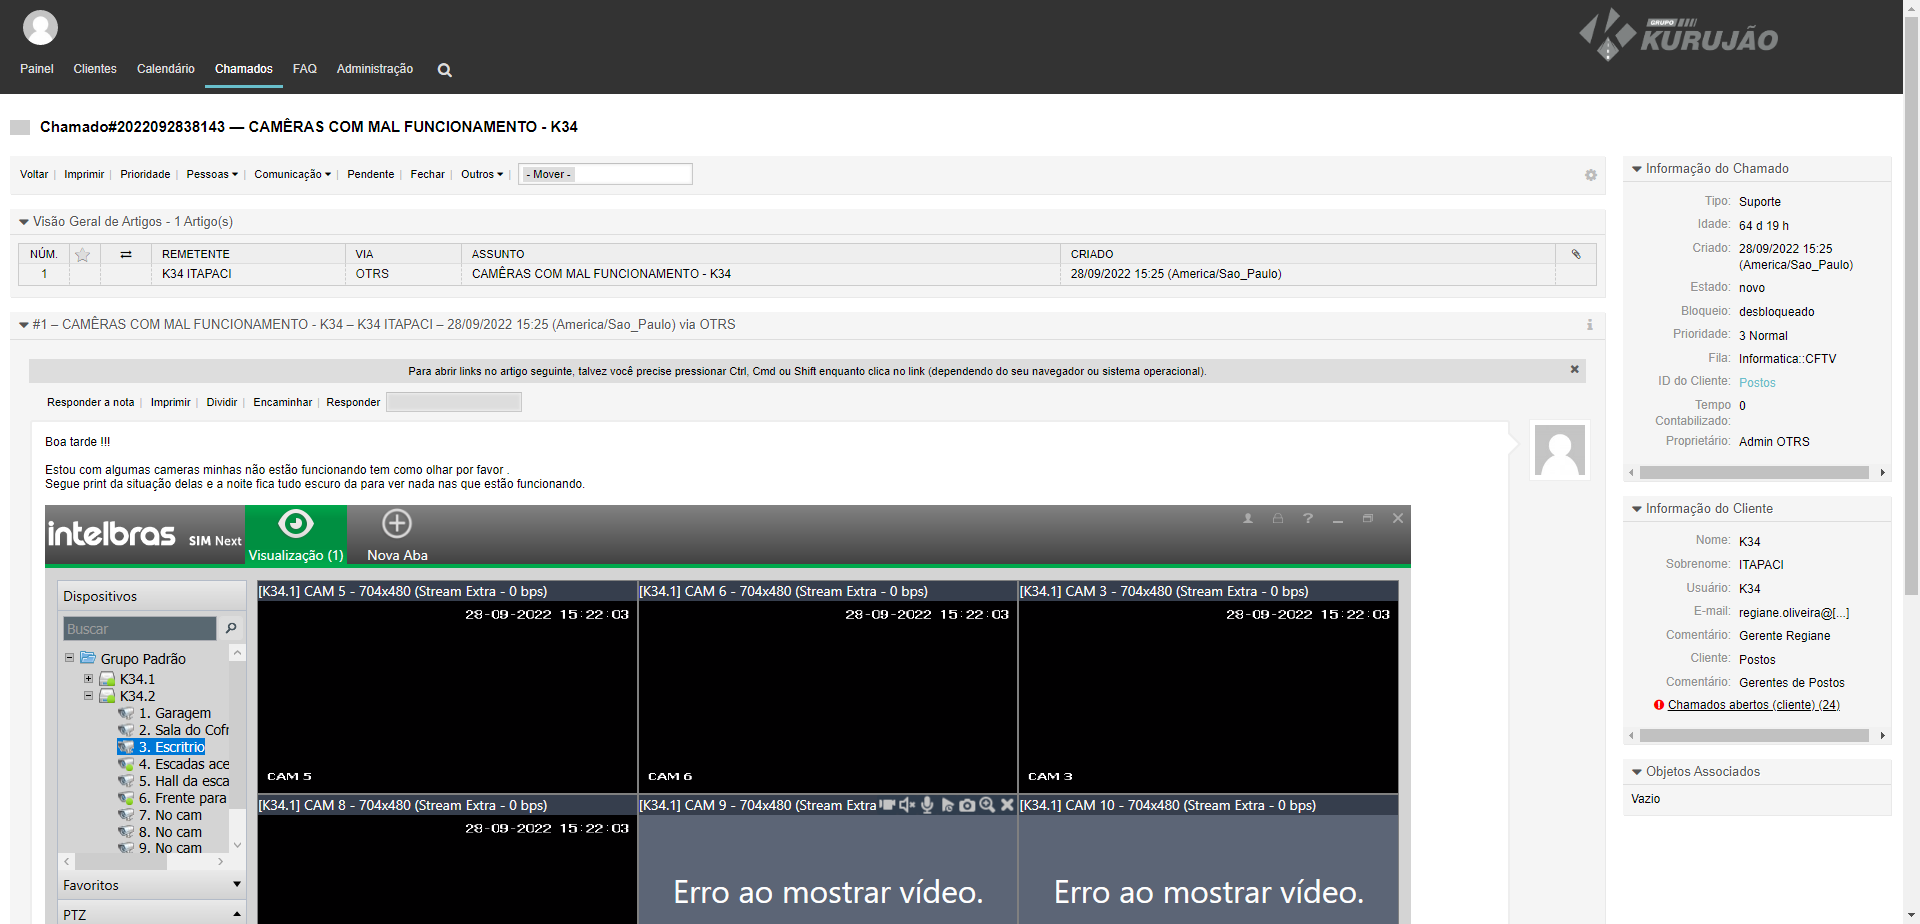 GRUPO
KURUJÃO
Painel Clientes Calendário Chamados FAQ Administração
Chamado#2022092838143 — CAMÊRAS COM MAL FUNCIONAMENTO - K34
Voltar | Imprimir | Prioridade | Pessoas | Comunicação | Pendente | Fechar | Outros | - Mover -
Visão Geral de Artigos - 1 Artigo(s)
NÚM. REMETENTE VIA ASSUNTO CRIADO
1 K34 ITAPACI OTRS CAMÊRAS COM MAL FUNCIONAMENTO - K34 28/09/2022 15:25 (America/Sao_Paulo)
#1 – CAMÊRAS COM MAL FUNCIONAMENTO - K34 – K34 ITAPACI – 28/09/2022 15:25 (America/Sao_Paulo) via OTRS
Para abrir links no artigo seguinte, talvez você precise pressionar Ctrl, Cmd ou Shift enquanto clica no link (dependendo do seu navegador ou sistema operacional).
Responder a nota | Imprimir | Dividir | Encaminhar | Responder
Boa tarde !!!
Estou com algumas cameras minhas não estão funcionando tem como olhar por favor .
Segue print da situação delas e a noite fica tudo escuro da para ver nada nas que estão funcionando.
intelbras SIM Next Visualização (1) Nova Aba
Dispositivos
Buscar
Grupo Padrão
K34.1
K34.2
1. Garagem
2. Sala do Cofr
3. Escritrio
4. Escadas ace
5. Hall da esca
6. Frente para
7. No cam
8. No cam
9. No cam
Favoritos
PTZ
[K34.1] CAM 5 - 704x480 (Stream Extra - 0 bps)
28-09-2022 15:22:03
CAM 5
[K34.1] CAM 6 - 704x480 (Stream Extra - 0 bps)
28-09-2022 15:22:03
CAM 6
[K34.1] CAM 3 - 704x480 (Stream Extra - 0 bps)
28-09-2022 15:22:03
CAM 3
[K34.1] CAM 8 - 704x480 (Stream Extra - 0 bps)
28-09-2022 15:22:03
[K34.1] CAM 9 - 704x480 (Stream Extra
Erro ao mostrar vídeo.
[K34.1] CAM 10 - 704x480 (Stream Extra - 0 bps)
Erro ao mostrar vídeo.
Informação do Chamado
Tipo: Suporte
Idade: 64 d 19 h
Criado: 28/09/2022 15:25
(America/Sao_Paulo)
Estado: novo
Bloqueio: desbloqueado
Prioridade: 3 Normal
Fila: Informatica::CFTV
ID do Cliente: Postos
Tempo 0
Contabilizado:
Proprietário: Admin OTRS
Informação do Cliente
Nome: K34
Sobrenome: ITAPACI
Usuário: K34
E-mail: regiane.oliveira@[...]
Comentário: Gerente Regiane
Cliente: Postos
Comentário: Gerentes de Postos
Chamados abertos (cliente) (24)
Objetos Associados
Vazio